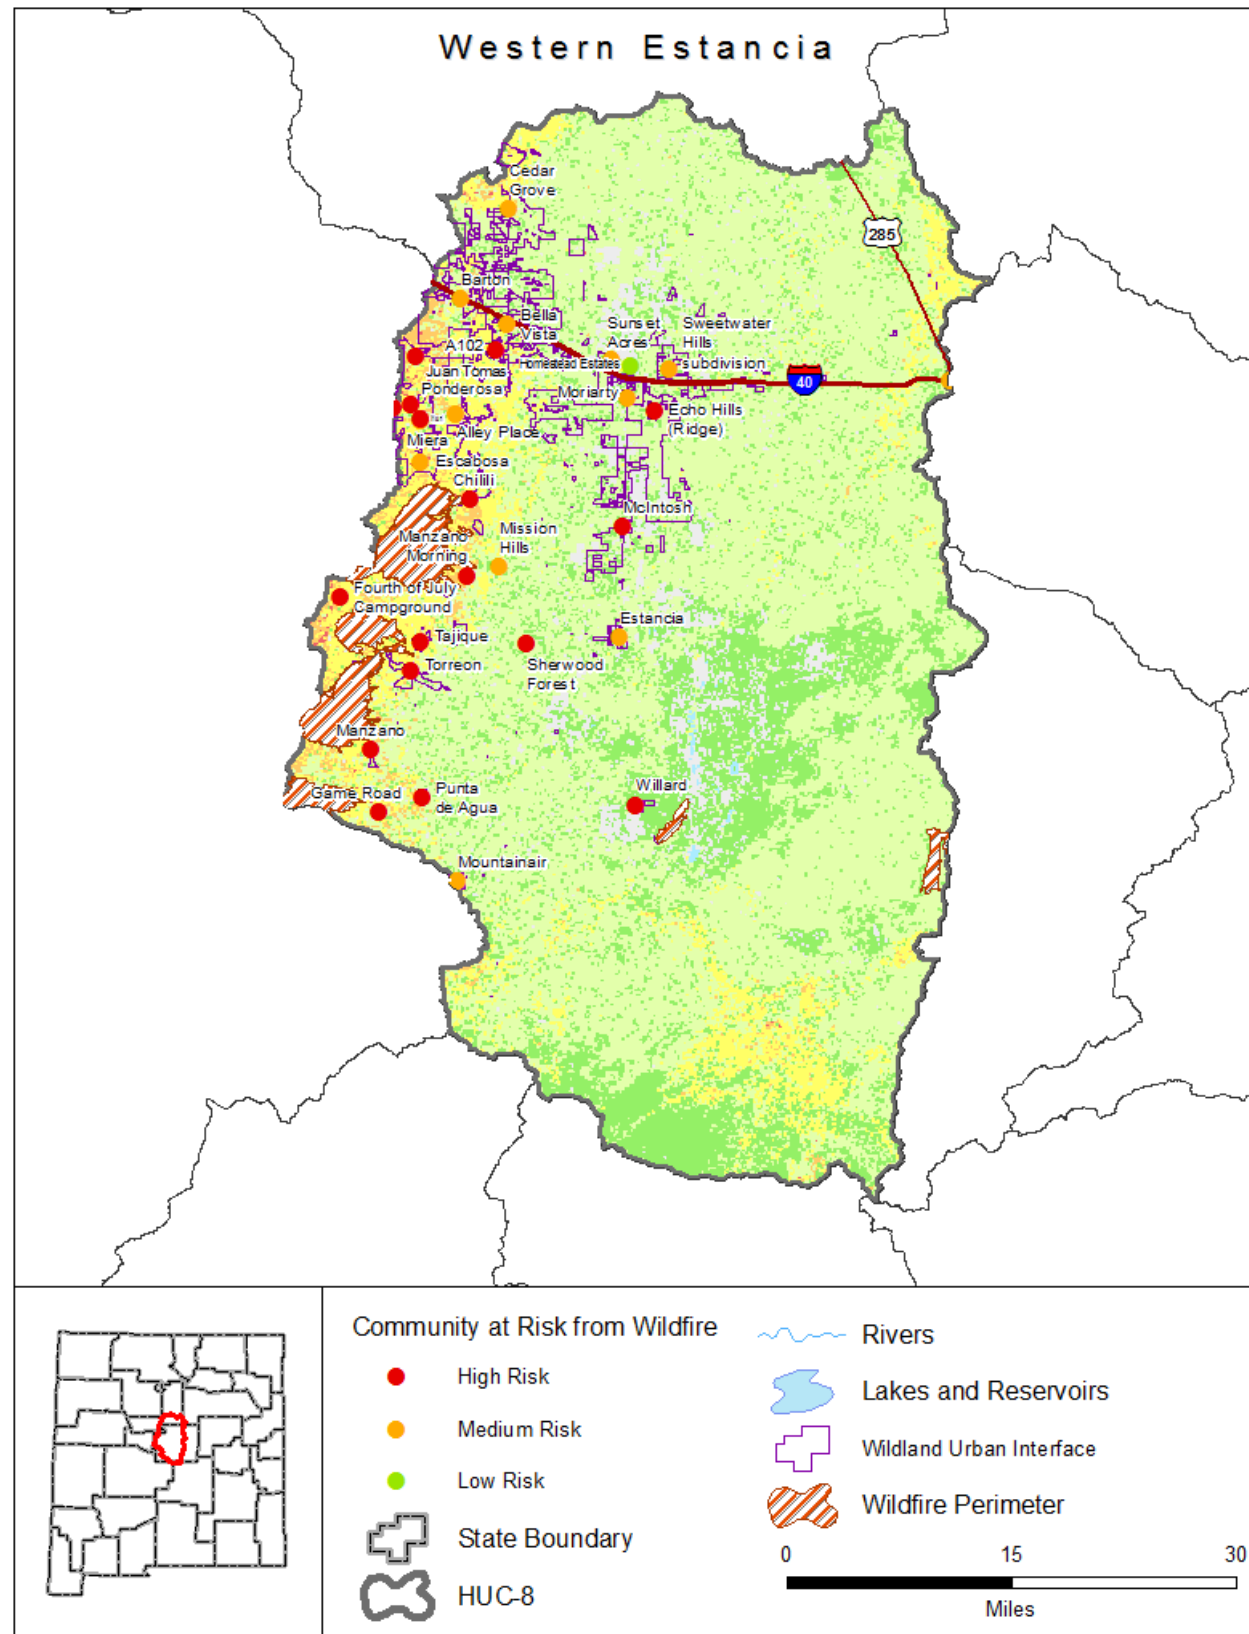 Western Estancia
Cedar
Grove
285
Barton
Bella
Vista
Sunset
Acres
Sweetwater
Hills
subdivision
A102
Homestead Estates
Juan Tomas
Ponderosa
40
Moriarty
Echo Hills
(Ridge)
Alley Place
Miera
Escabosa
Chilili
McIntosh
Manzano
Morning
Mission
Hills
Fourth of July
Campground
Estancia
Tajique
Torreon
Sherwood
Forest
Manzano
Game Road
Punta
de Agua
Willard
Mountainair
Community at Risk from Wildfire
High Risk
Medium Risk
Low Risk
State Boundary
HUC-8
Rivers
Lakes and Reservoirs
Wildland Urban Interface
Wildfire Perimeter
0 15 30
Miles